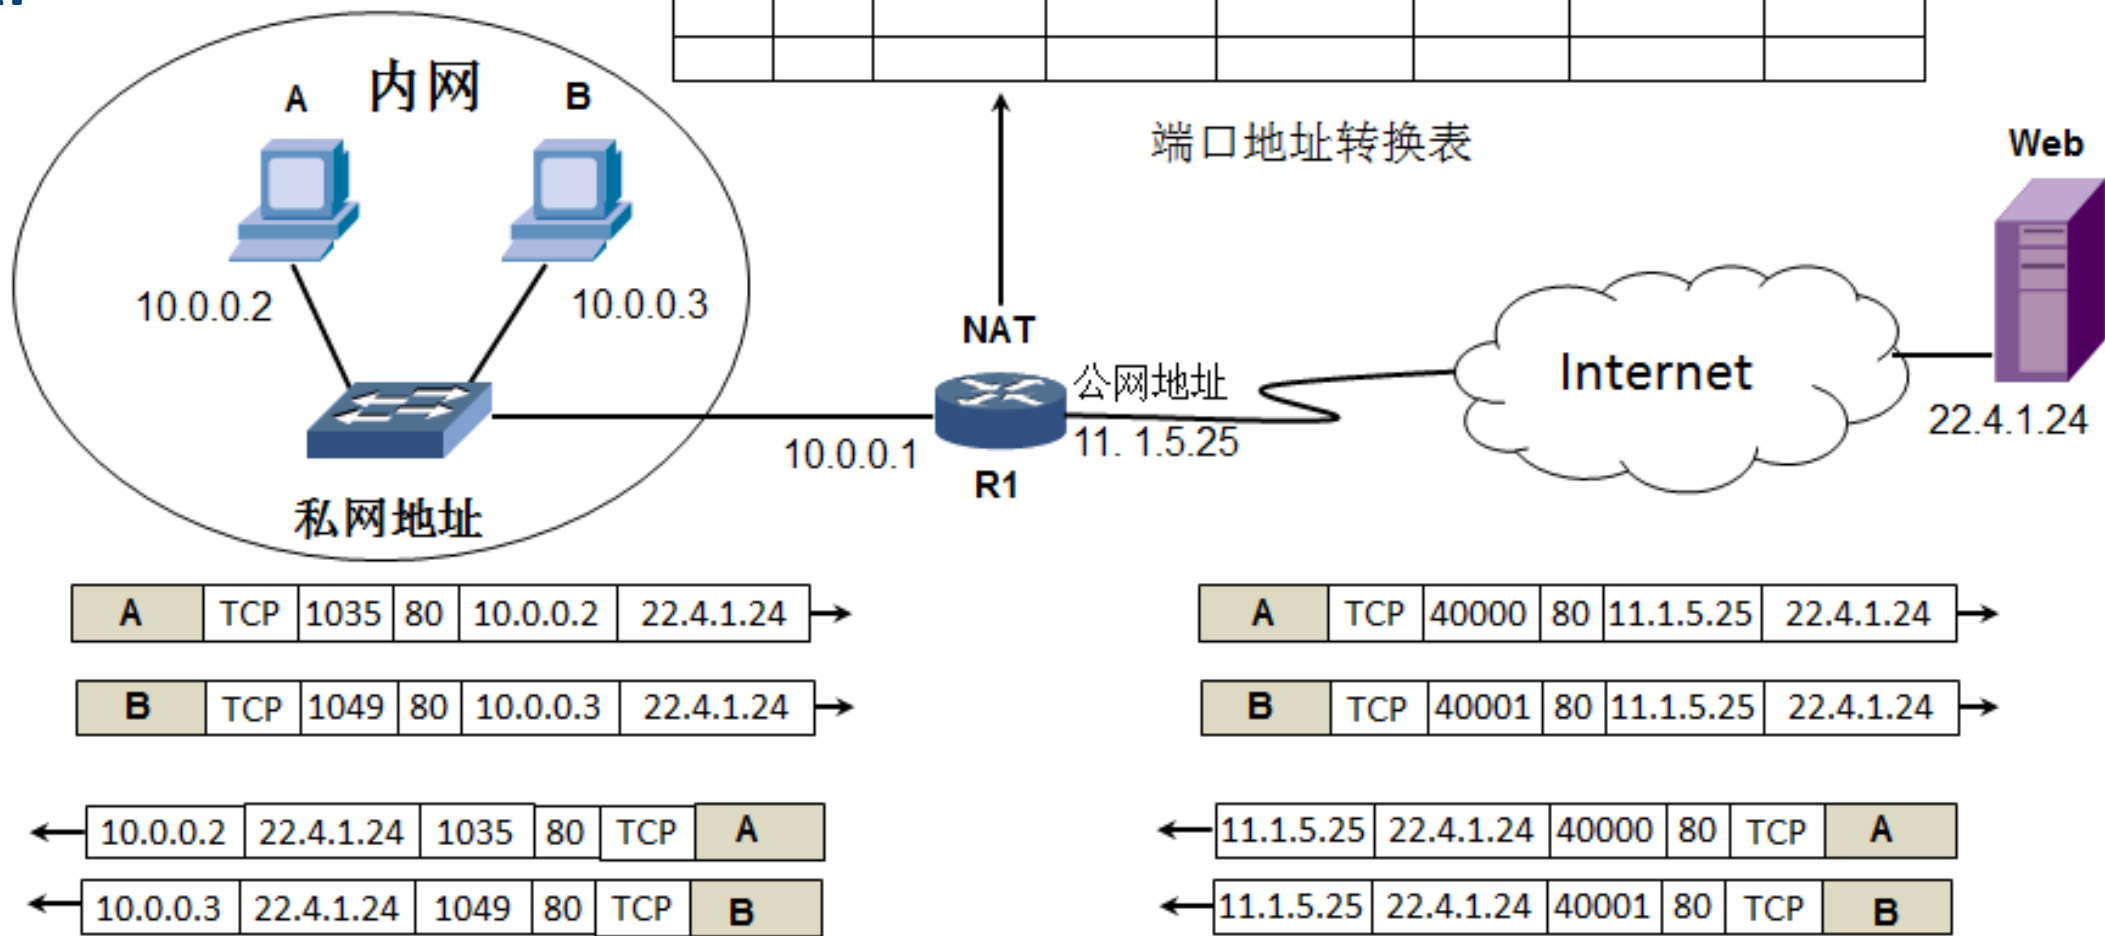 A 内网 B
端口地址转换表
Web
10.0.0.2 10.0.0.3
NAT
公网地址
Internet
22.4.1.24
10.0.0.1 11. 1.5.25
R1
私网地址
A TCP 1035 80 10.0.0.2 22.4.1.24
A TCP 40000 80 11.1.5.25 22.4.1.24
B TCP 1049 80 10.0.0.3 22.4.1.24
B TCP 40001 80 11.1.5.25 22.4.1.24
10.0.0.2 22.4.1.24 1035 80 TCP A
11.1.5.25 22.4.1.24 40000 80 TCP A
10.0.0.3 22.4.1.24 1049 80 TCP B
11.1.5.25 22.4.1.24 40001 80 TCP B